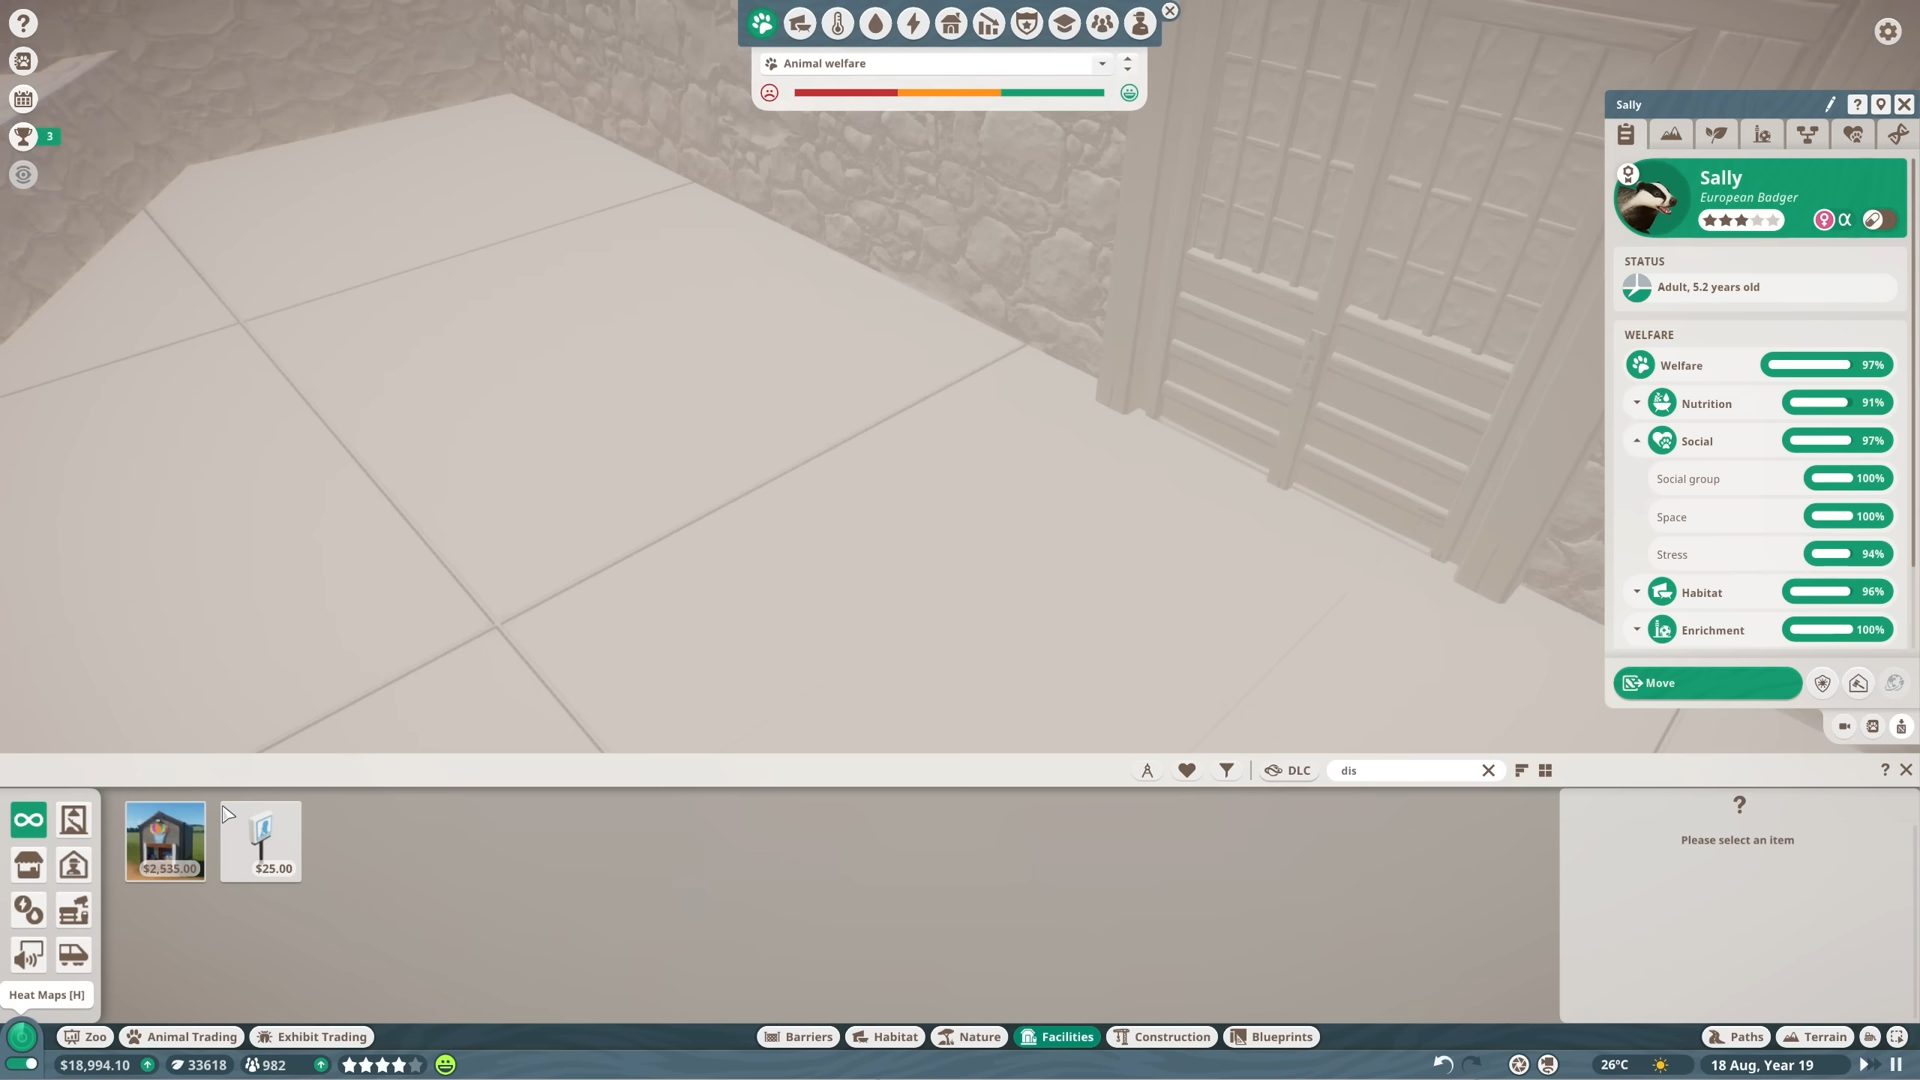 Animal welfare
3
Sally
Sally
European Badger
α
STATUS
Adult, 5.2 years old
WELFARE
Welfare 97%
Nutrition 91%
Social 97%
Social group 100%
Space 100%
Stress 94%
Habitat 96%
Enrichment 100%
Move
DLC
dis
?
Please select an item
$2,535.00
$25.00
Heat Maps [H]
Zoo
Animal Trading
Exhibit Trading
Barriers
Habitat
Nature
Facilities
Construction
Blueprints
Paths
Terrain
$18,994.10
33618
982
26°C
18 Aug, Year 19